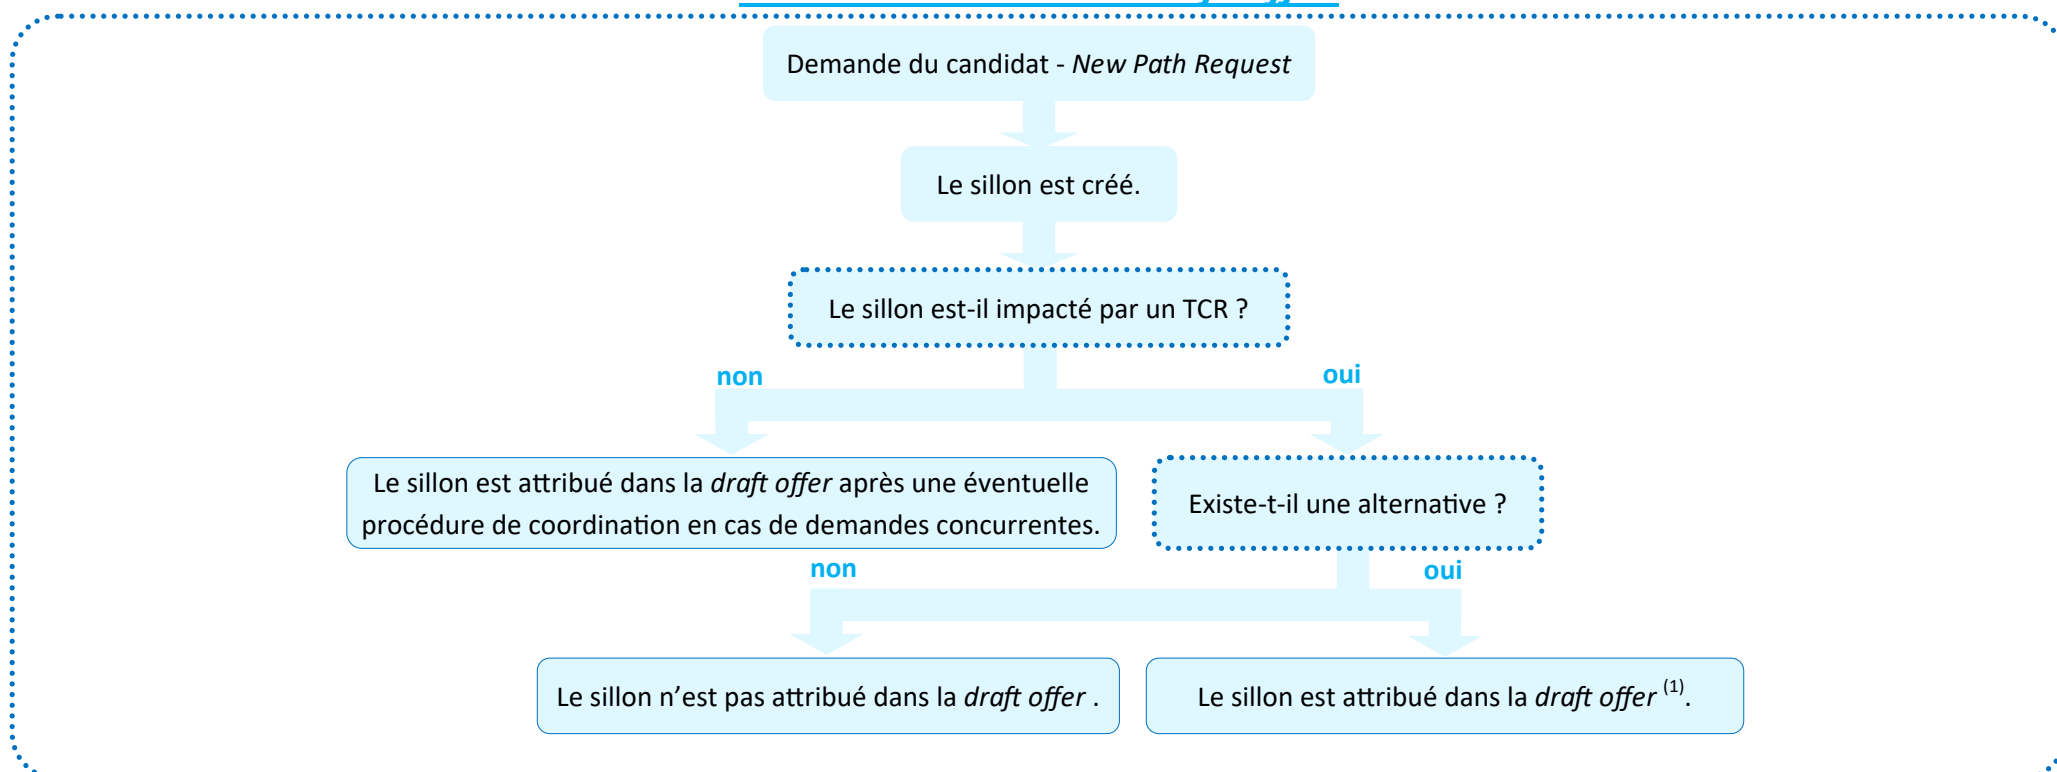 Demande du candidat - New Path Request
Le sillon est créé.
Le sillon est-il impacté par un TCR ?
non
oui
Le sillon est attribué dans la draft offer après une éventuelle
procédure de coordination en cas de demandes concurrentes.
Existe-t-il une alternative ?
non
oui
Le sillon n’est pas attribué dans la draft offer .
Le sillon est attribué dans la draft offer (1).